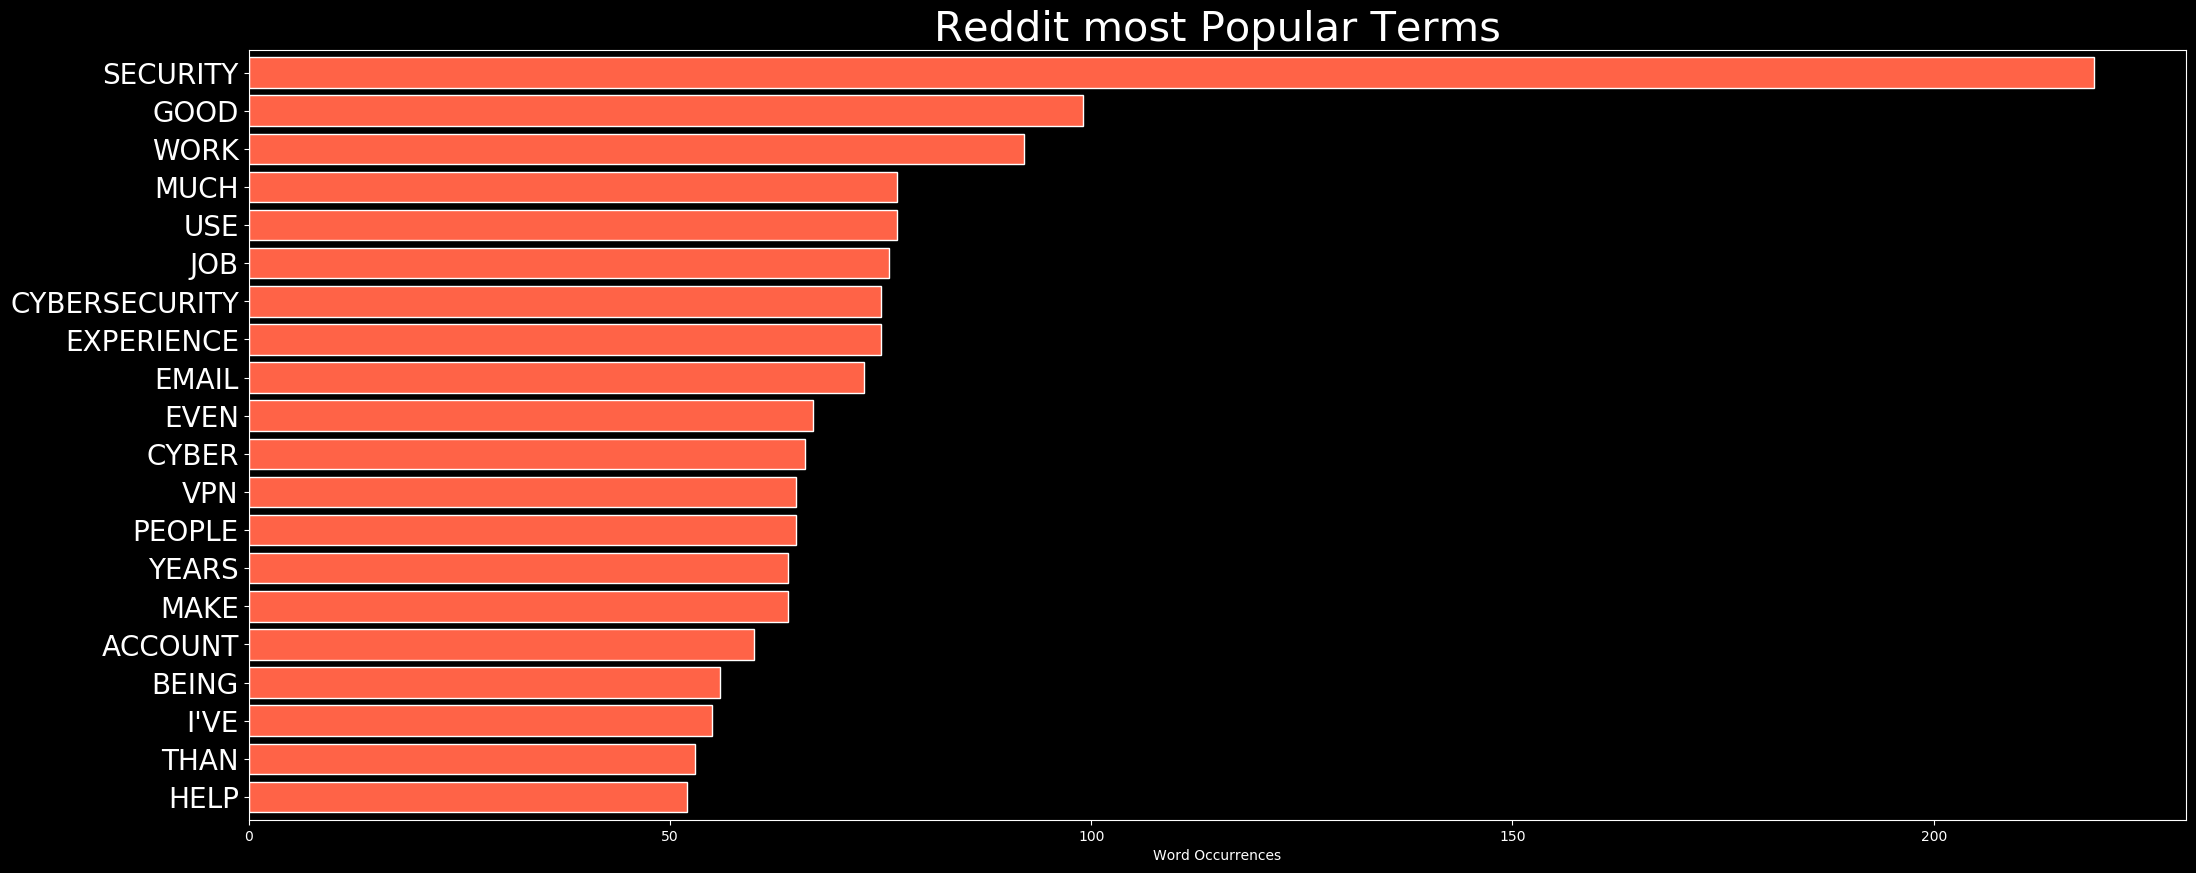 Reddit most Popular Terms
SECURITY
GOOD
WORK
MUCH
USE
JOB
CYBERSECURITY
EXPERIENCE
EMAIL
EVEN
CYBER
VPN
PEOPLE
YEARS
MAKE
ACCOUNT
BEING
I'VE
THAN
HELP
0 50 100 150 200
Word Occurrences